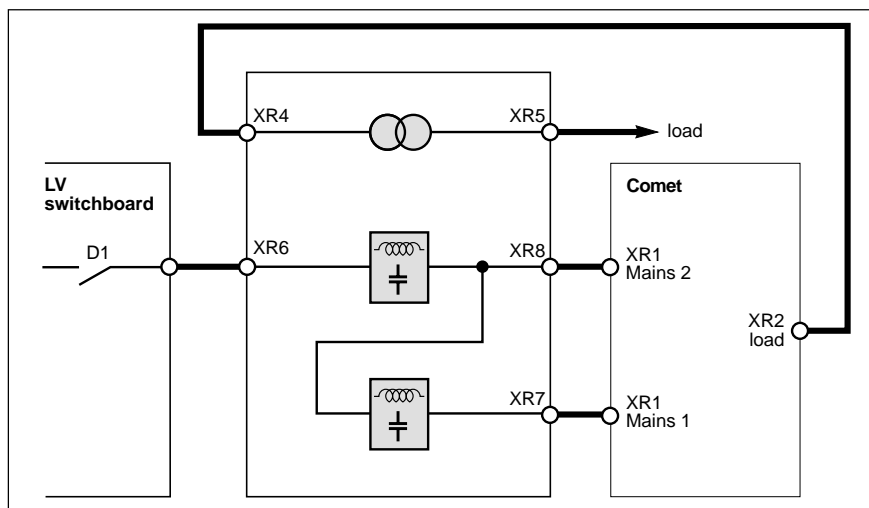 XR4
XR5
load
LV
switchboard
Comet
D1
XR6
XR8
XR1
Mains 2
XR2
load
XR7
XR1
Mains 1